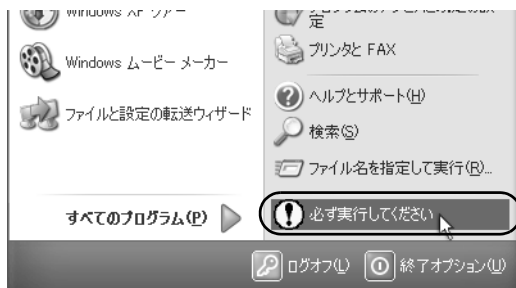 Windows XP ツアー
Windows ムービー メーカー
ファイルと設定の転送ウィザード
すべてのプログラム(P)
定
プリンタと FAX
ヘルプとサポート(H)
検索(S)
ファイル名を指定して実行(R)...
必ず実行してください
ログオフ(L)
終了オプション(U)